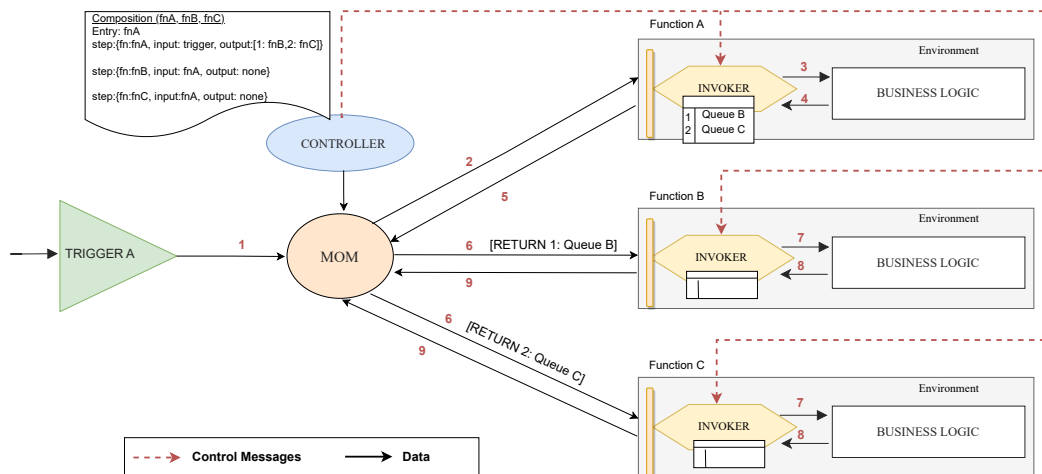 Composition (fnA, fnB, fnC)
Entry: fnA
step:{fn:fnA, input: trigger, output:[1: fnB,2: fnC]}
step:{fn:fnB, input: fnA, output: none}
step:{fn:fnC, input:fnA, output: none}
CONTROLLER
TRIGGER A
1
MOM
2
5
6
[RETURN 1: Queue B]
9
6
[RETURN 2: Queue C]
9
Function A
Environment
INVOKER
1 Queue B
2 Queue C
3
4
BUSINESS LOGIC
Function B
Environment
INVOKER
7
8
BUSINESS LOGIC
Function C
Environment
INVOKER
7
8
BUSINESS LOGIC
Control Messages
Data